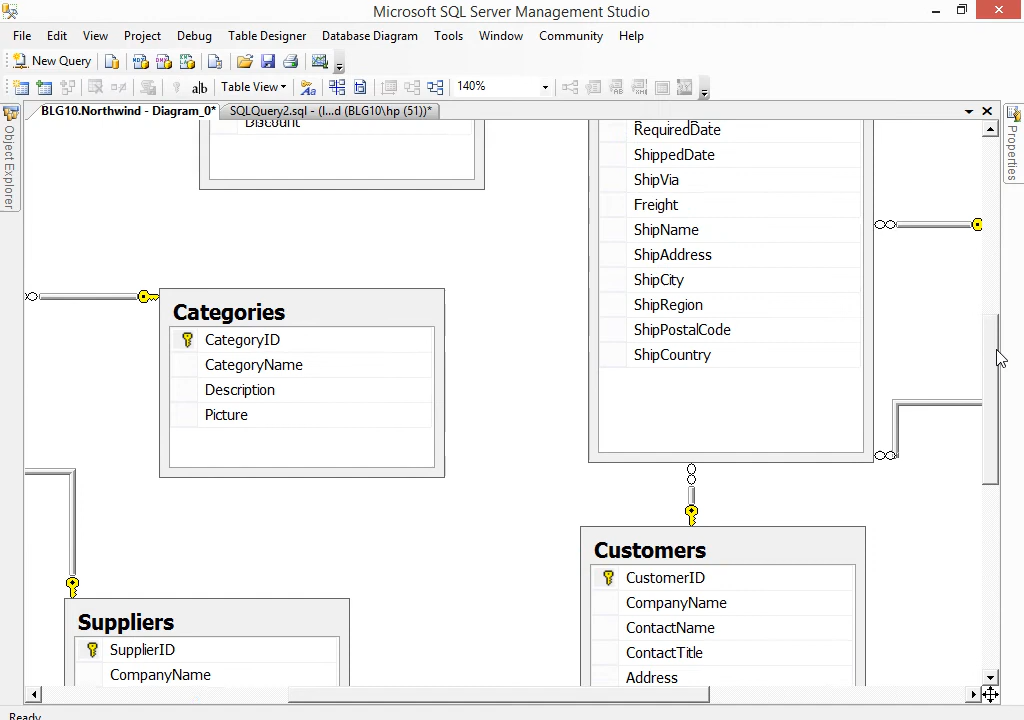 Microsoft SQL Server Management Studio
File Edit View Project Debug Table Designer Database Diagram Tools Window Community Help
New Query
alb Table View 140%
BLG10.Northwind - Diagram_0* SQLQuery2.sql - (l...d (BLG10\hp (51))*
Object Explorer
Properties
Discount
RequiredDate
ShippedDate
ShipVia
Freight
ShipName
ShipAddress
ShipCity
ShipRegion
ShipPostalCode
ShipCountry
Categories
CategoryID
CategoryName
Description
Picture
Customers
CustomerID
CompanyName
ContactName
ContactTitle
Address
Suppliers
SupplierID
CompanyName
Ready